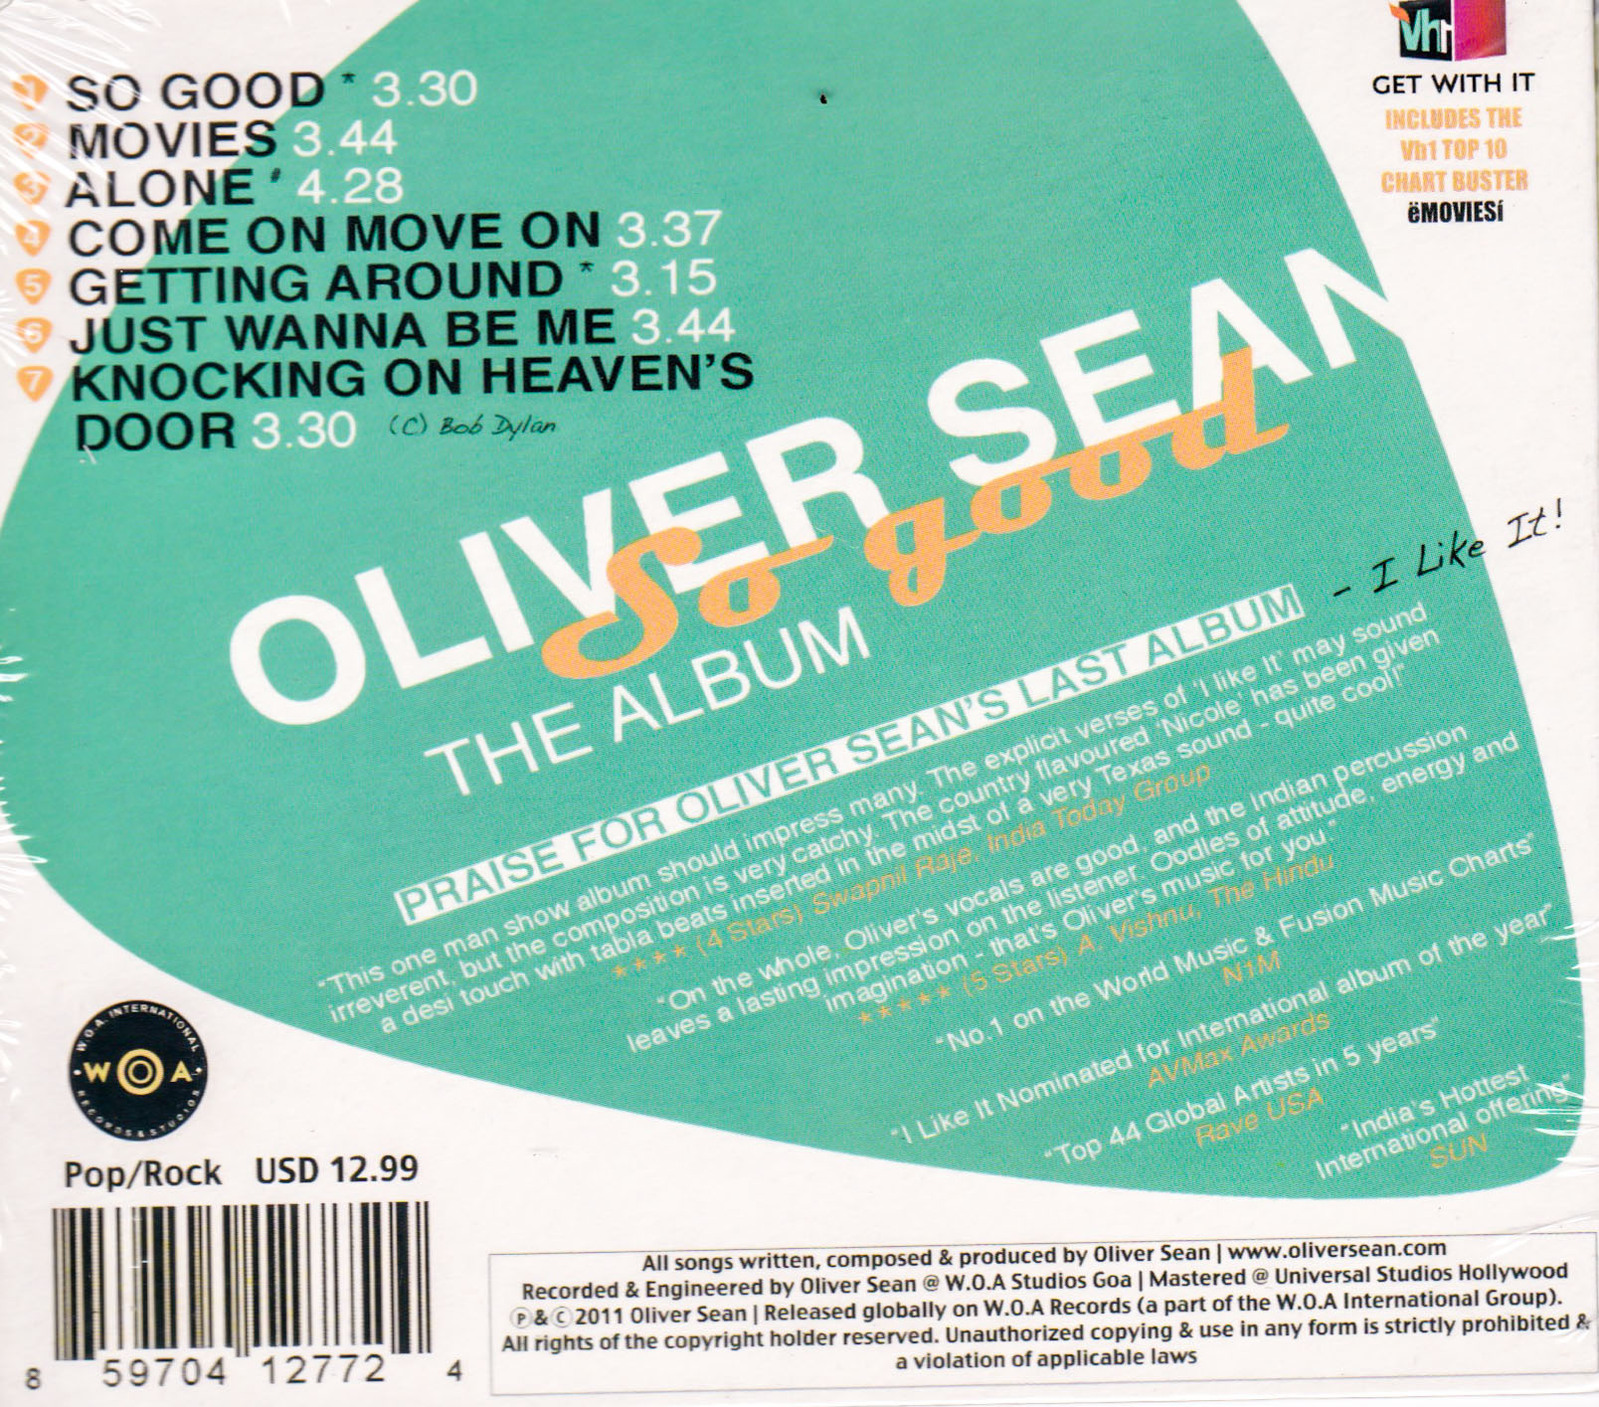 1 SO GOOD * 3.30
2 MOVIES 3.44
3 ALONE * 4.28
4 COME ON MOVE ON 3.37
5 GETTING AROUND * 3.15
6 JUST WANNA BE ME 3.44
7 KNOCKING ON HEAVEN'S
DOOR 3.30 (C) Bob Dylan
Vh1
GET WITH IT
INCLUDES THE
Vh1 TOP 10
CHART BUSTER
ëMOVIESí
OLIVER SEAN
So good
THE ALBUM
PRAISE FOR OLIVER SEAN'S LAST ALBUM - I Like It!
"This one man show album should impress many. The explicit verses of 'I like It' may sound
irreverent, but the composition is very catchy. The country flavoured 'Nicole' has been given
a desi touch with tabla beats inserted in the midst of a very Texas sound - quite cool!"
**** (4 Stars) Swapnil Raje, India Today Group
"On the whole, Oliver's vocals are good, and the Indian percussion
leaves a lasting impression on the listener. Oodles of attitude, energy and
imagination - that's Oliver's music for you."
***** (5 Stars) A. Vishnu, The Hindu
"No.1 on the World Music & Fusion Music Charts"
N1M
"I Like It Nominated for International album of the year"
AVMax Awards
"Top 44 Global Artists in 5 years"
Rave USA
"India's Hottest
International offering"
SUN
W.O.A. INTERNATIONAL
W O A
RECORDS & STUDIOS
Pop/Rock USD 12.99
8 59704 12772 4
All songs written, composed & produced by Oliver Sean | www.oliversean.com
Recorded & Engineered by Oliver Sean @ W.O.A Studios Goa | Mastered @ Universal Studios Hollywood
Ⓟ&Ⓒ2011 Oliver Sean | Released globally on W.O.A Records (a part of the W.O.A International Group).
All rights of the copyright holder reserved. Unauthorized copying & use in any form is strictly prohibited &
a violation of applicable laws